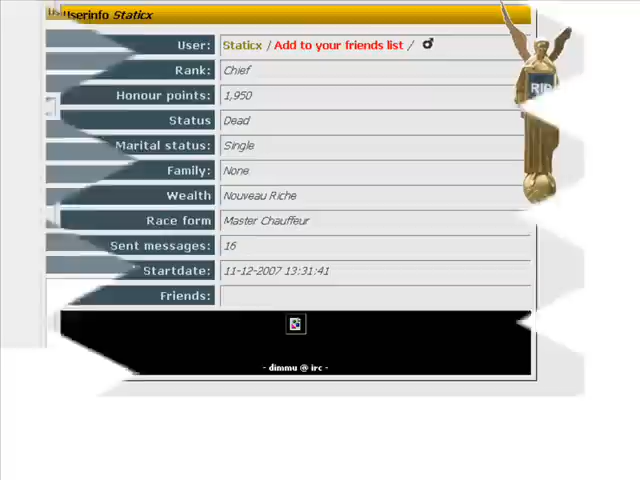 Userinfo Staticx
User: Staticx / Add to your friends list / ♂
Rank: Chief
Honour points: 1,950
Status Dead
Marital status: Single
Family: None
Wealth Nouveau Riche
Race form Master Chauffeur
Sent messages: 16
Startdate: 11-12-2007 13:31:41
Friends:
RIP
- dimmu @ irc -